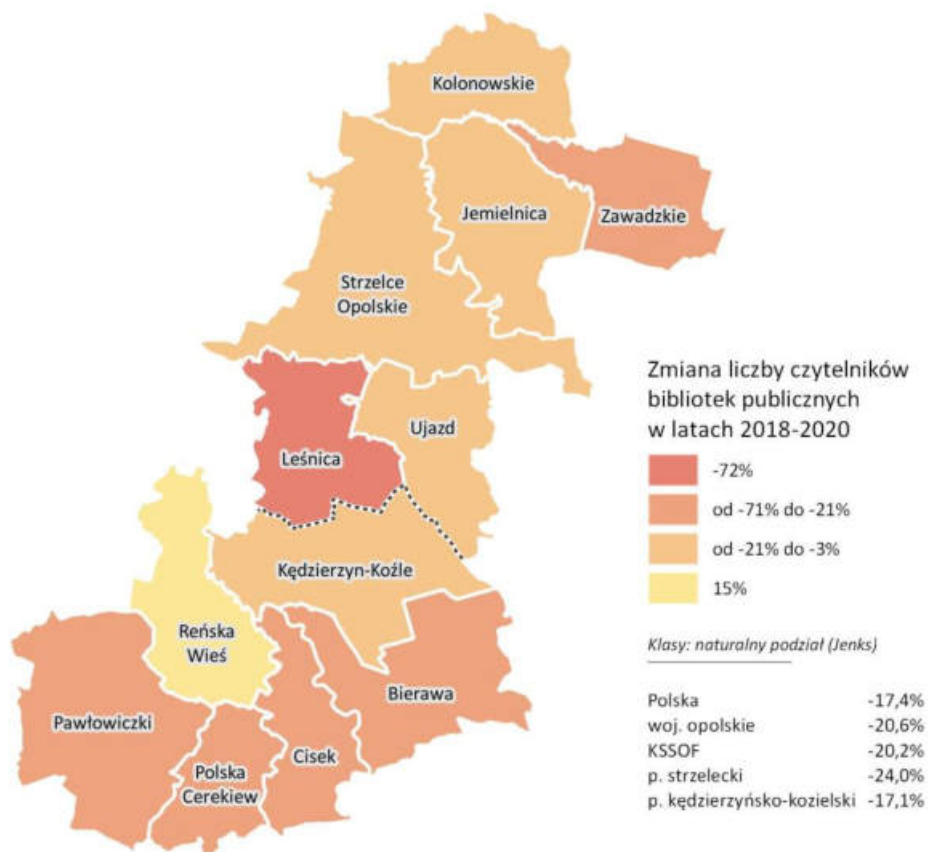 Kolonowskie
Jemielnica
Zawadzkie
Strzelce
Opolskie
Leśnica
Ujazd
Kędzierzyn-Koźle
Reńska
Wieś
Pawłowiczki
Polska
Cerekiew
Cisek
Bierawa
Zmiana liczby czytelników
bibliotek publicznych
w latach 2018-2020
-72%
od -71% do -21%
od -21% do -3%
15%
Klasy: naturalny podział (Jenks)
Polska -17,4%
woj. opolskie -20,6%
KSSOF -20,2%
p. strzelecki -24,0%
p. kędzierzyńsko-kozielski -17,1%